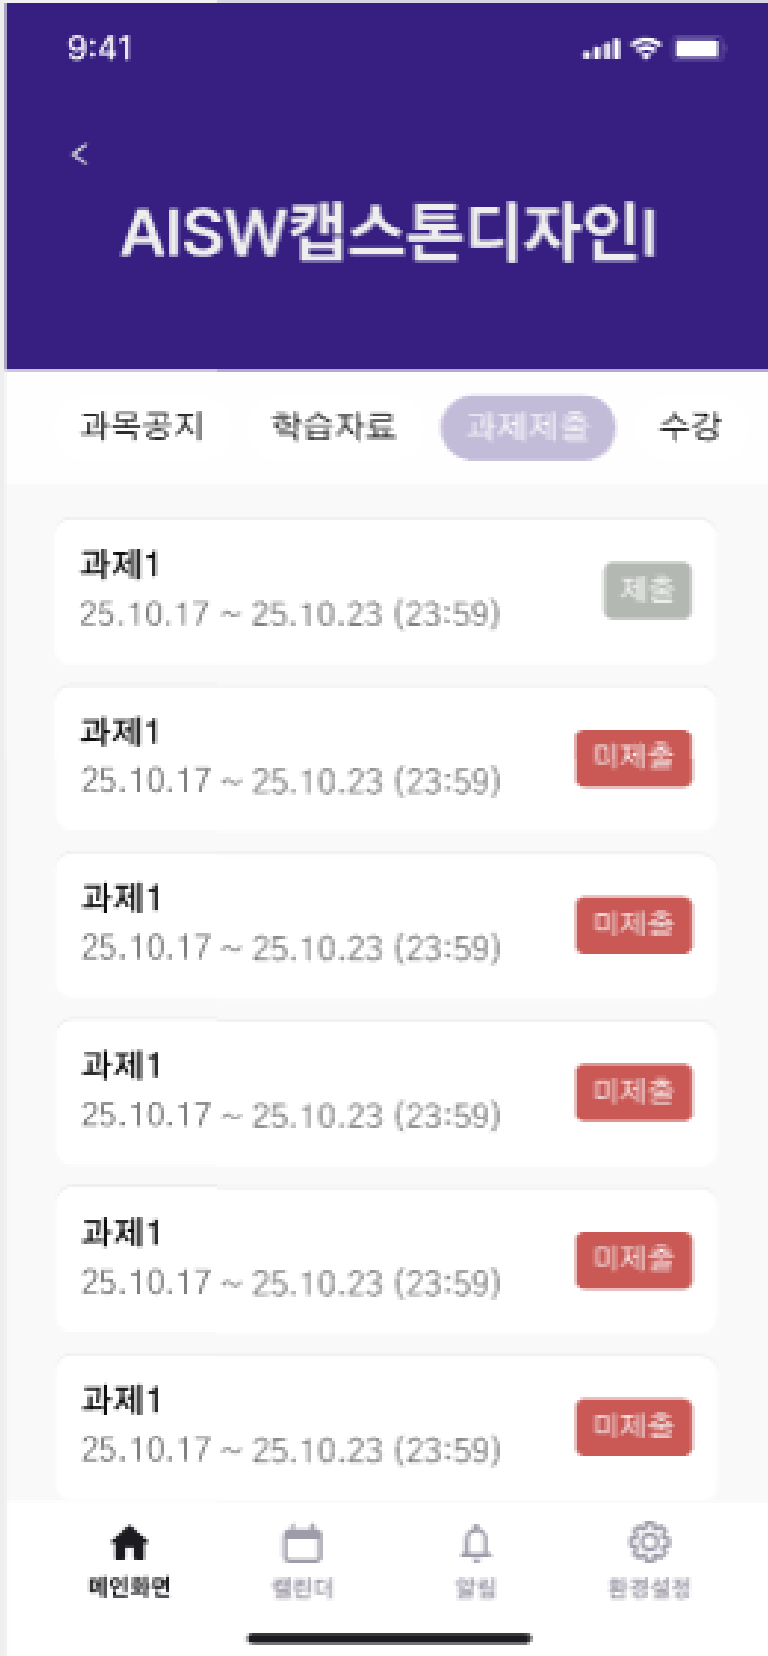 9:41
<
AISW캡스톤디자인I
과목공지 학습자료 과제제출 수강
과제1
25.10.17 ~ 25.10.23 (23:59)
제출
과제1
25.10.17 ~ 25.10.23 (23:59)
미제출
과제1
25.10.17 ~ 25.10.23 (23:59)
미제출
과제1
25.10.17 ~ 25.10.23 (23:59)
미제출
과제1
25.10.17 ~ 25.10.23 (23:59)
미제출
과제1
25.10.17 ~ 25.10.23 (23:59)
미제출
메인화면 캘린더 알림 환경설정